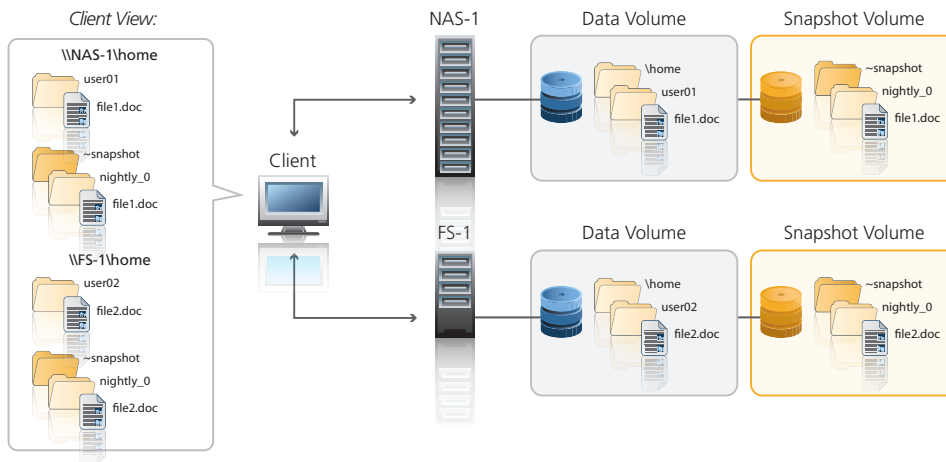 Client View:
\\NAS-1\home
user01
file1.doc
~snapshot
nightly_0
file1.doc
\\FS-1\home
user02
file2.doc
~snapshot
nightly_0
file2.doc
Client
NAS-1
Data Volume
\home
user01
file1.doc
Snapshot Volume
~snapshot
nightly_0
file1.doc
FS-1
Data Volume
\home
user02
file2.doc
Snapshot Volume
~snapshot
nightly_0
file2.doc